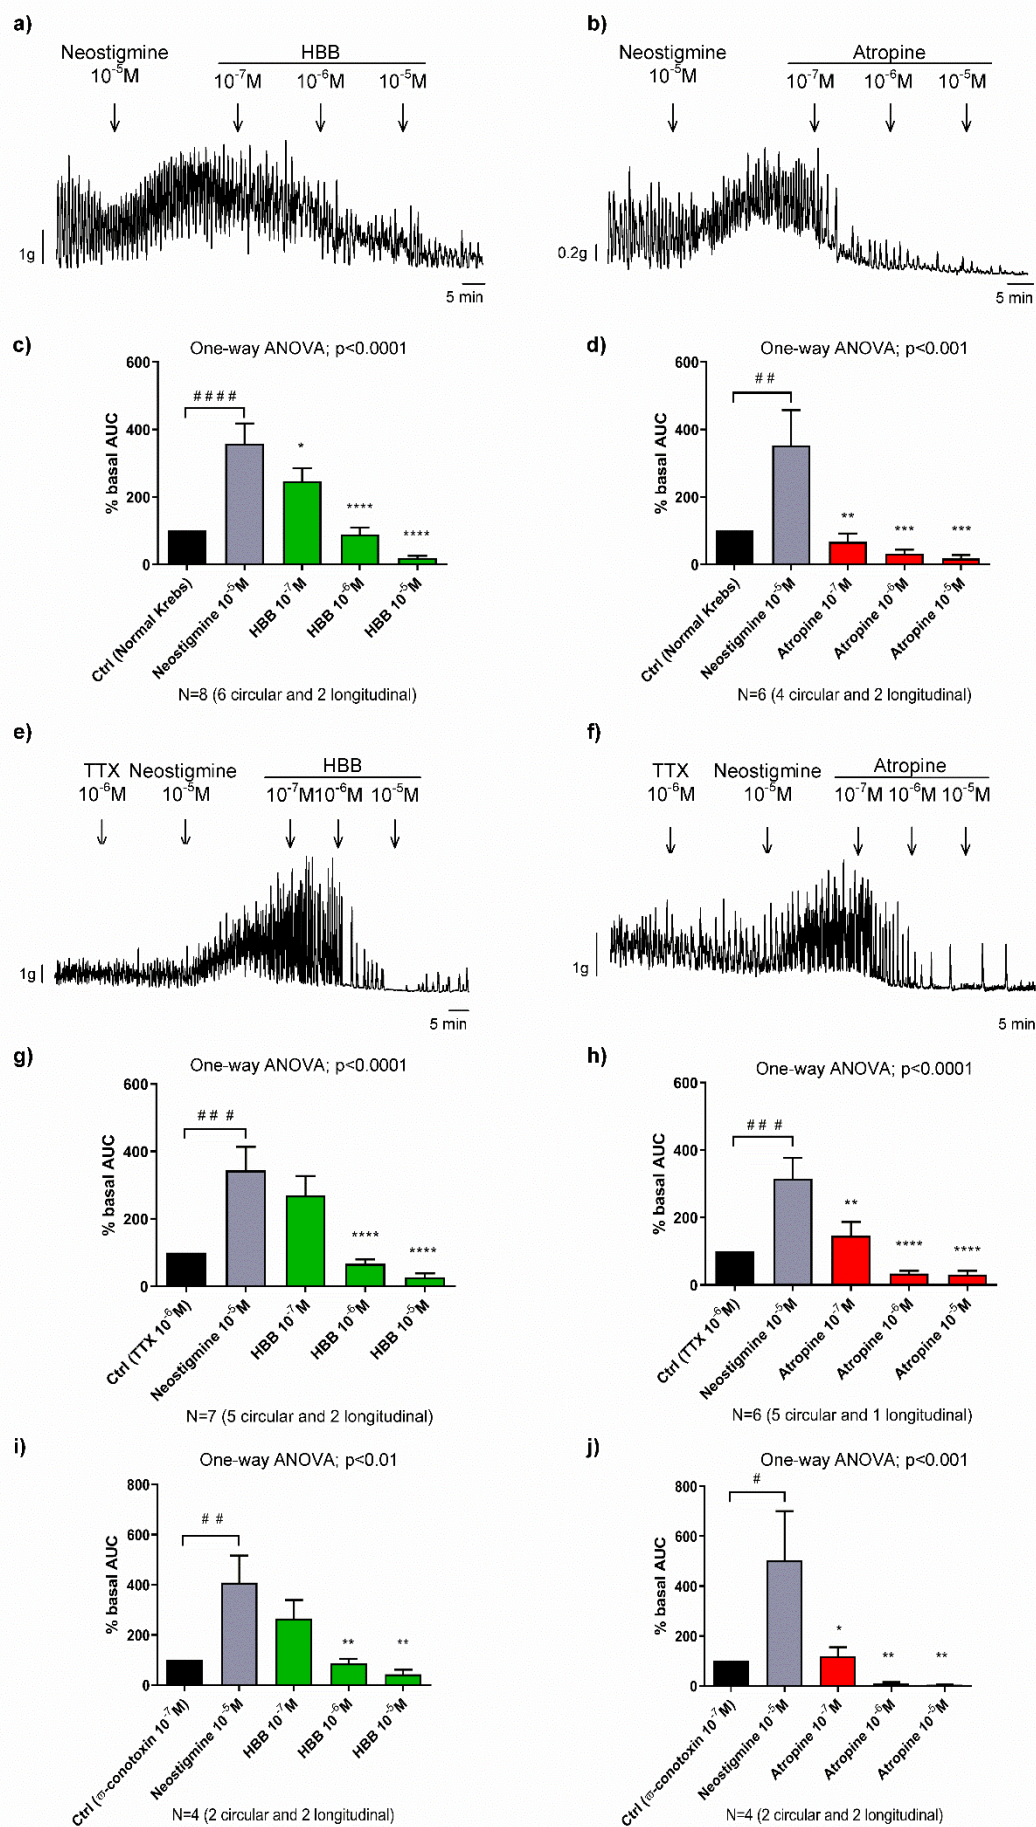 a)
Neostigmine
10⁻⁵M
HBB
10⁻⁷M 10⁻⁶M 10⁻⁵M
1g
5 min
b)
Neostigmine
10⁻⁵M
Atropine
10⁻⁷M 10⁻⁶M 10⁻⁵M
0.2g
5 min
c)
One-way ANOVA; p<0.0001
% basal AUC
600
400
200
0
# # # #
*
****
****
Ctrl (Normal Krebs)
Neostigmine 10⁻⁵M
HBB 10⁻⁷M
HBB 10⁻⁶M
HBB 10⁻⁵M
N=8 (6 circular and 2 longitudinal)
d)
One-way ANOVA; p<0.001
% basal AUC
600
400
200
0
# #
**
***
***
Ctrl (Normal Krebs)
Neostigmine 10⁻⁵M
Atropine 10⁻⁷M
Atropine 10⁻⁶M
Atropine 10⁻⁵M
N=6 (4 circular and 2 longitudinal)
e)
TTX
10⁻⁶M
Neostigmine
10⁻⁵M
HBB
10⁻⁷M 10⁻⁶M 10⁻⁵M
1g
5 min
f)
TTX
10⁻⁶M
Neostigmine
10⁻⁵M
Atropine
10⁻⁷M 10⁻⁶M 10⁻⁵M
1g
5 min
g)
One-way ANOVA; p<0.0001
% basal AUC
600
400
200
0
# # #
****
****
Ctrl (TTX 10⁻⁶M)
Neostigmine 10⁻⁵M
HBB 10⁻⁷M
HBB 10⁻⁶M
HBB 10⁻⁵M
N=7 (5 circular and 2 longitudinal)
h)
One-way ANOVA; p<0.0001
% basal AUC
600
400
200
0
# # #
**
****
****
Ctrl (TTX 10⁻⁶M)
Neostigmine 10⁻⁵M
Atropine 10⁻⁷M
Atropine 10⁻⁶M
Atropine 10⁻⁵M
N=6 (5 circular and 1 longitudinal)
i)
One-way ANOVA; p<0.01
% basal AUC
800
600
400
200
0
# #
**
**
Ctrl (ϖ-conotoxin 10⁻⁷M)
Neostigmine 10⁻⁵M
HBB 10⁻⁷M
HBB 10⁻⁶M
HBB 10⁻⁵M
N=4 (2 circular and 2 longitudinal)
j)
One-way ANOVA; p<0.001
% basal AUC
800
600
400
200
0
#
*
**
**
Ctrl (ϖ-conotoxin 10⁻⁷M)
Neostigmine 10⁻⁵M
Atropine 10⁻⁷M
Atropine 10⁻⁶M
Atropine 10⁻⁵M
N=4 (2 circular and 2 longitudinal)